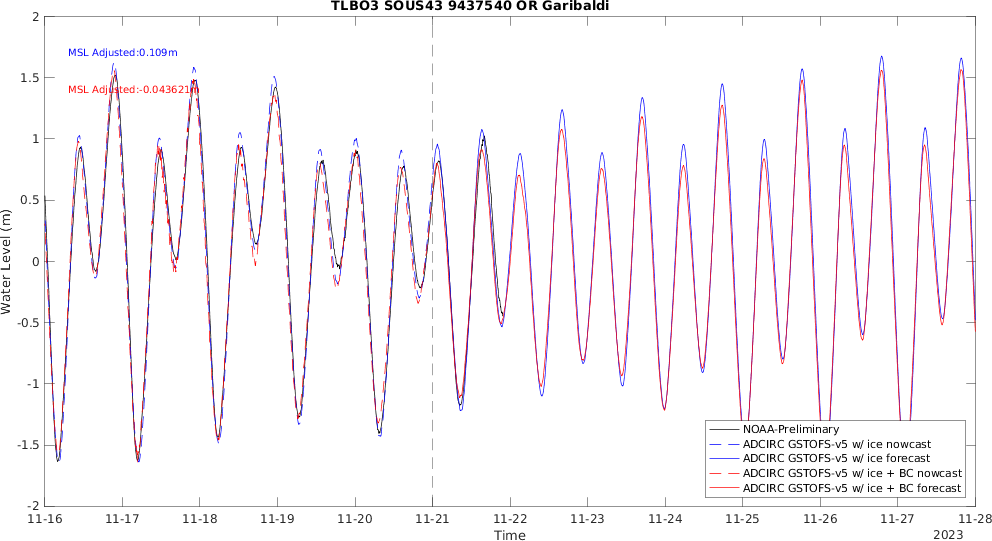 TLBO3 SOUS43 9437540 OR Garibaldi
2
MSL Adjusted:0.109m
1.5
MSL Adjusted:-0.043621m
1
0.5
0
-0.5
-1
-1.5
-2
Water Level (m)
NOAA-Preliminary
ADCIRC GSTOFS-v5 w/ ice nowcast
ADCIRC GSTOFS-v5 w/ ice forecast
ADCIRC GSTOFS-v5 w/ ice + BC nowcast
ADCIRC GSTOFS-v5 w/ ice + BC forecast
11-16 11-17 11-18 11-19 11-20 11-21 11-22 11-23 11-24 11-25 11-26 11-27 11-28
Time
2023